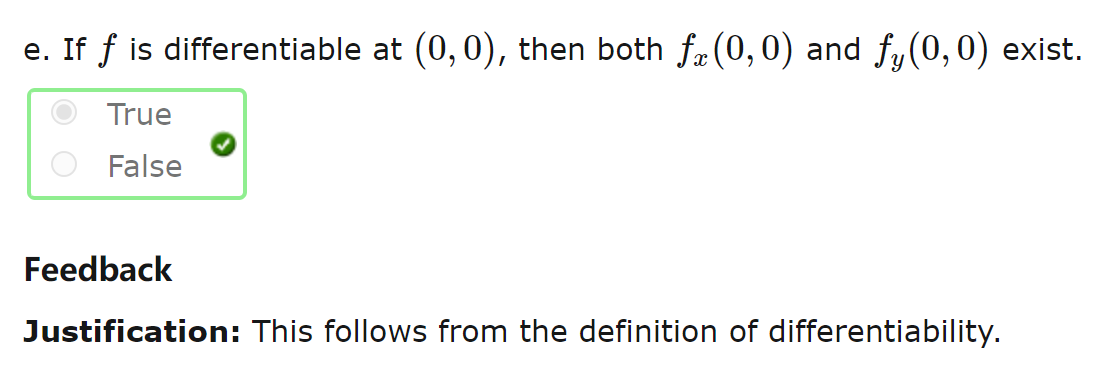 e. If f is differentiable at (0, 0), then both fₓ(0, 0) and f_y(0, 0) exist.
True
False
Feedback
Justification: This follows from the definition of differentiability.